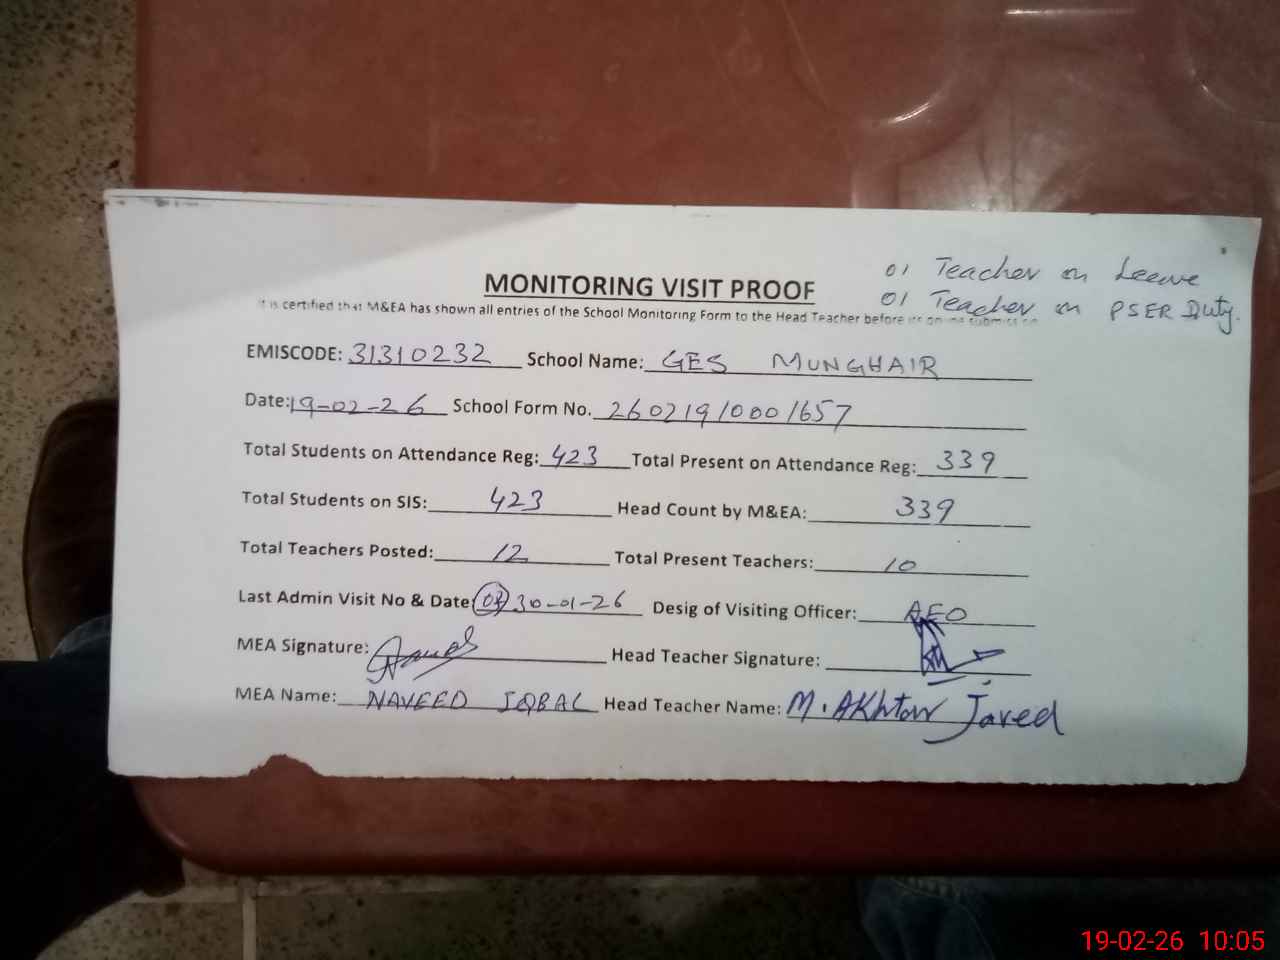 01 Teacher on Leeve
MONITORING VISIT PROOF
01 Teacher on PSER Duty.
It is certified that M&EA has shown all entries of the School Monitoring Form to the Head Teacher before its online submission
EMISCODE: 31310232 School Name: GES MUNGHAIR
Date: 19-02-26 School Form No. 26021910001657
Total Students on Attendance Reg: 423 Total Present on Attendance Reg: 339
Total Students on SIS: 423 Head Count by M&EA: 339
Total Teachers Posted: 12 Total Present Teachers: 10
Last Admin Visit No & Date: 30-01-26 Desig of Visiting Officer: AEO
MEA Signature: Head Teacher Signature:
MEA Name: NAVEED IQBAL Head Teacher Name: M. AKhtar Javed
19-02-26 10:05